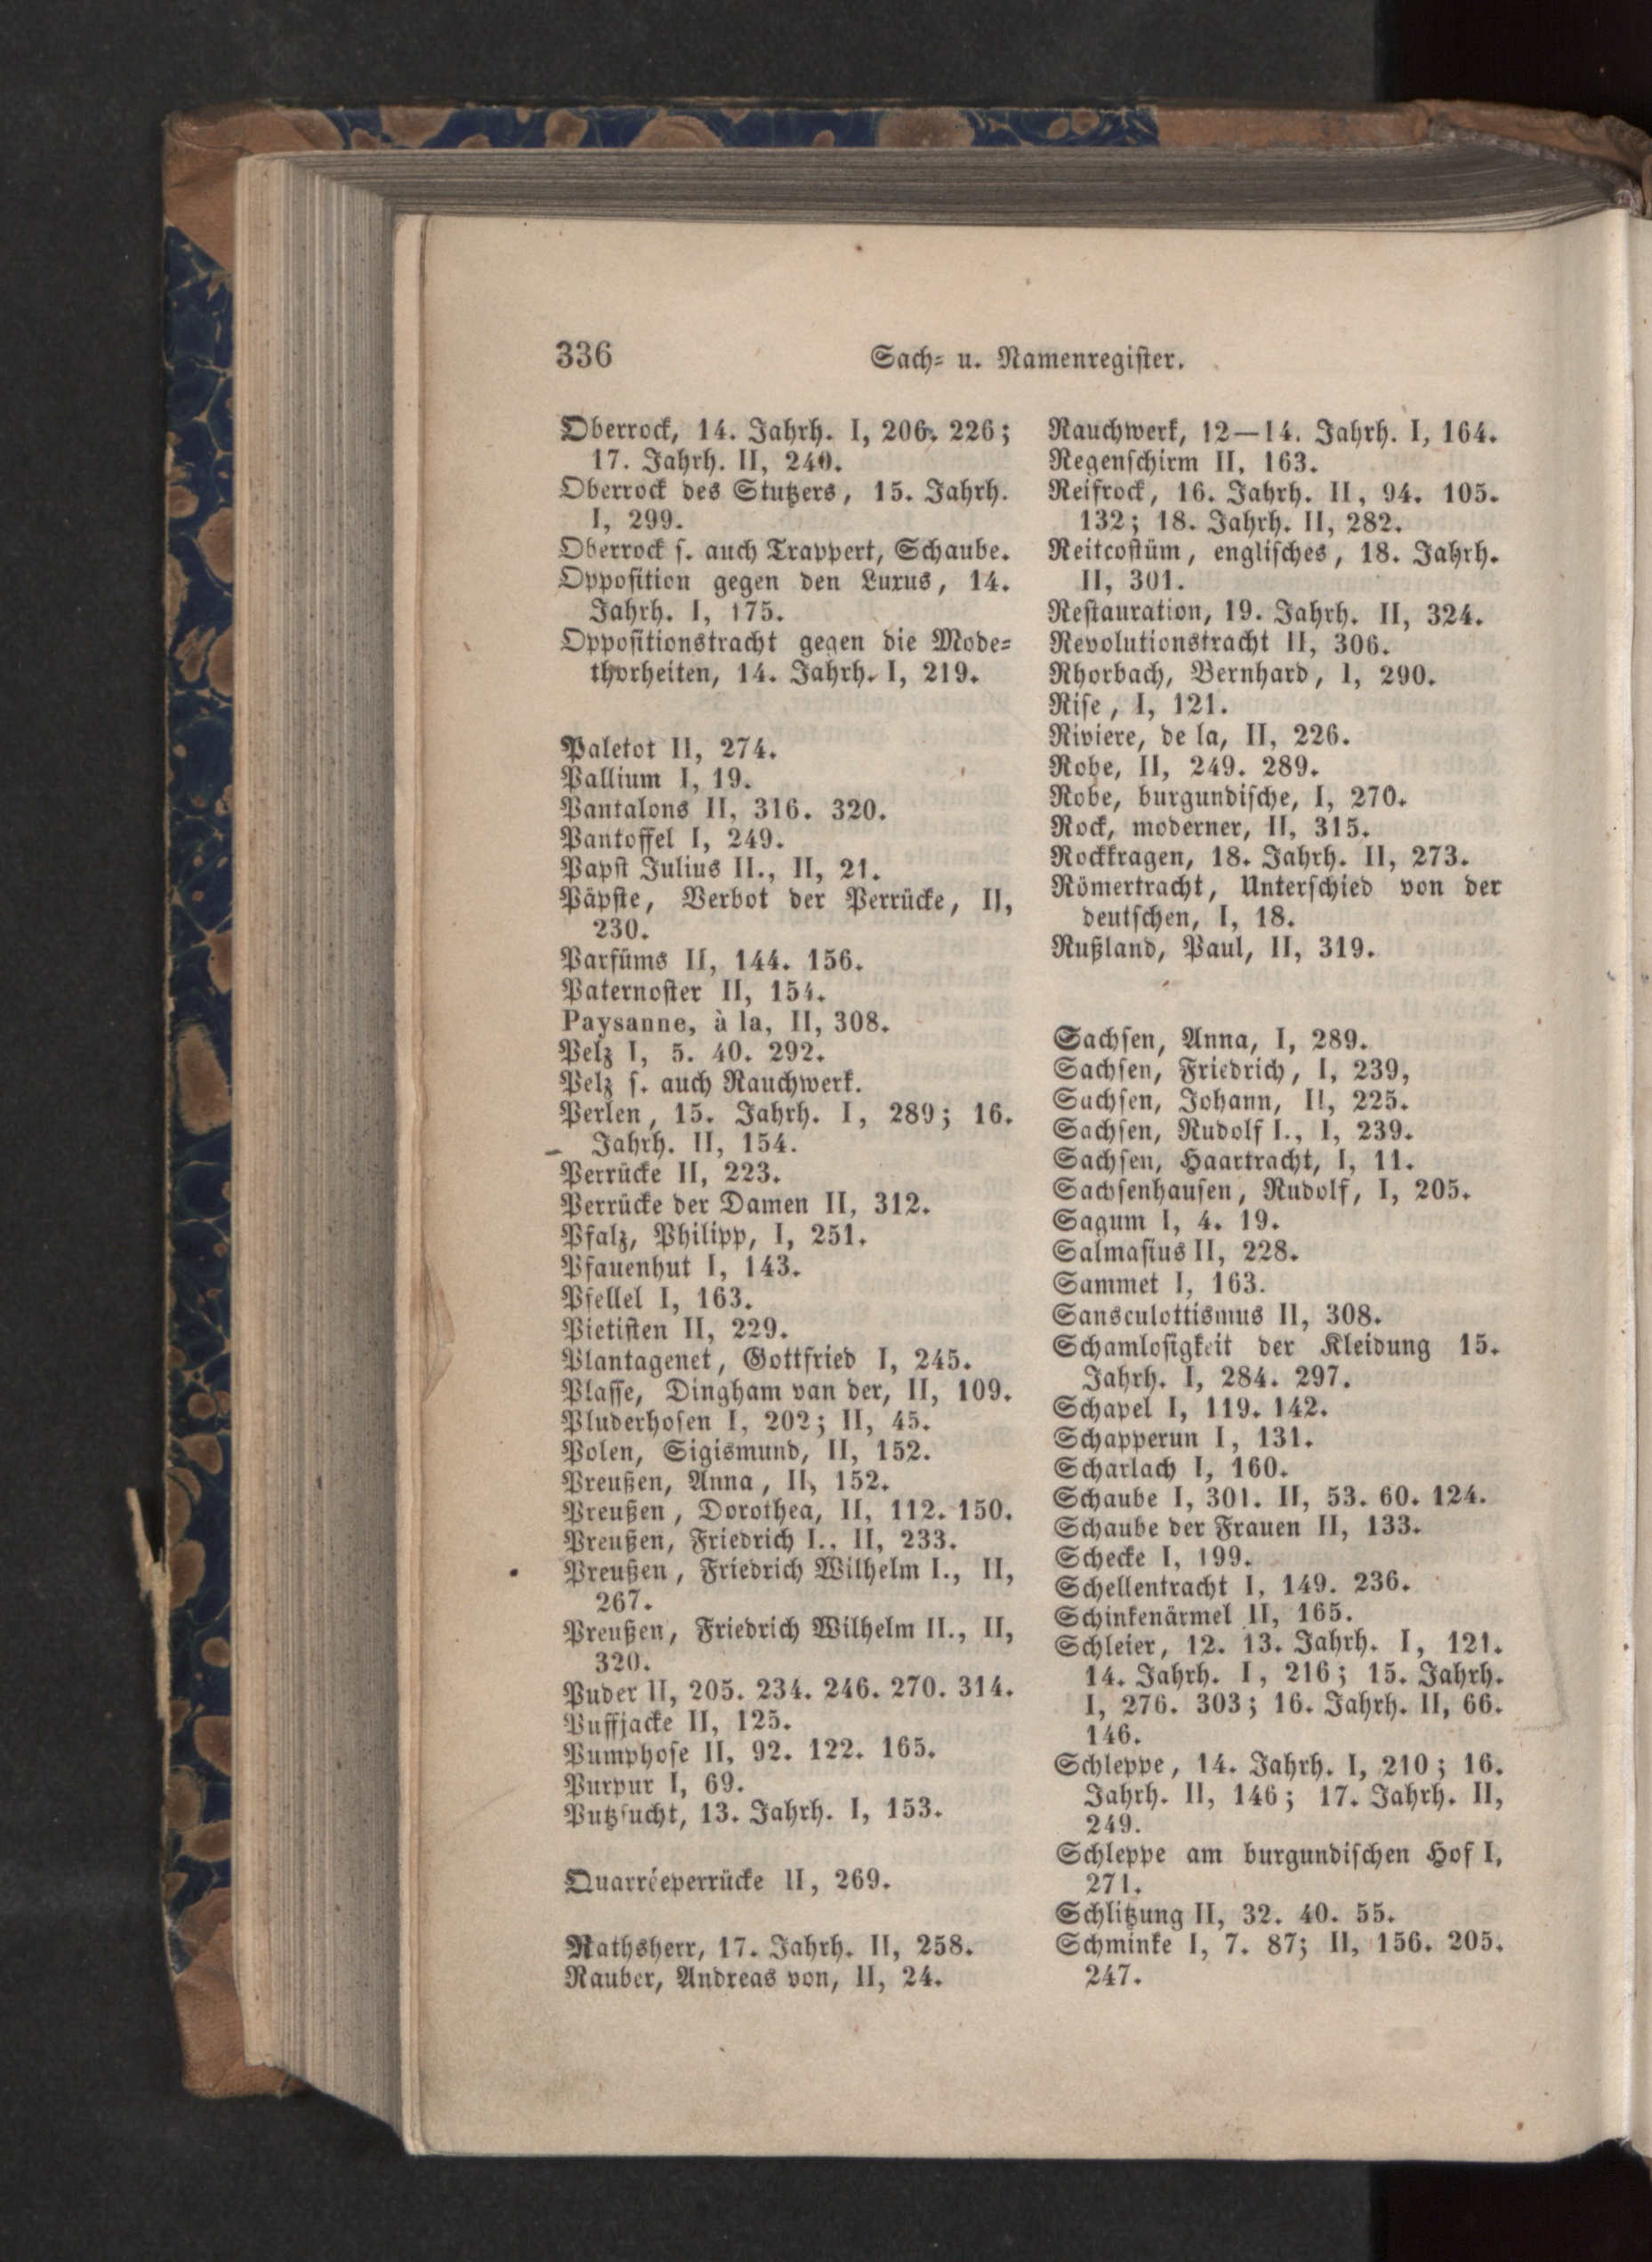 336
Sach- u. Namenregister.
Oberrock, 14. Jahrh. I, 206. 226;
17. Jahrh. II, 240.
Oberrock des Stutzers, 15. Jahrh.
I, 299.
Oberrock s. auch Trappert, Schaube.
Opposition gegen den Luxus, 14.
Jahrh. I, 175.
Oppositionstracht gegen die Mode-
thorheiten, 14. Jahrh. I, 219.
Paletot II, 274.
Pallium I, 19.
Pantalons II, 316. 320.
Pantoffel I, 249.
Papst Julius II., II, 21.
Päpste, Verbot der Perrücke, II,
230.
Parfüms II, 144. 156.
Paternoster II, 154.
Paysanne, à la, II, 308.
Pelz I, 5. 40. 292.
Pelz s. auch Rauchwerk.
Perlen, 15. Jahrh. I, 289; 16.
Jahrh. II, 154.
Perrücke II, 223.
Perrücke der Damen II, 312.
Pfalz, Philipp, I, 251.
Pfauenhut I, 143.
Pfellel I, 163.
Pietisten II, 229.
Plantagenet, Gottfried I, 245.
Plasse, Dingham van der, II, 109.
Pluderhosen I, 202; II, 45.
Polen, Sigismund, II, 152.
Preußen, Anna, II, 152.
Preußen, Dorothea, II, 112. 150.
Preußen, Friedrich I., II, 233.
Preußen, Friedrich Wilhelm I., II,
267.
Preußen, Friedrich Wilhelm II., II,
320.
Puder II, 205. 234. 246. 270. 314.
Puffjacke II, 125.
Pumphose II, 92. 122. 165.
Purpur I, 69.
Putzsucht, 13. Jahrh. I, 153.
Quarréeperrücke II, 269.
Rathsherr, 17. Jahrh. II, 258.
Rauber, Andreas von, II, 24.
Rauchwerk, 12—14. Jahrh. I, 164.
Regenschirm II, 163.
Reifrock, 16. Jahrh. II, 94. 105.
132; 18. Jahrh. II, 282.
Reitcostüm, englisches, 18. Jahrh.
II, 301.
Restauration, 19. Jahrh. II, 324.
Revolutionstracht II, 306.
Rhorbach, Bernhard, I, 290.
Rise, I, 121.
Riviere, de la, II, 226.
Robe, II, 249. 289.
Robe, burgundische, I, 270.
Rock, moderner, II, 315.
Rockkragen, 18. Jahrh. II, 273.
Römertracht, Unterschied von der
deutschen, I, 18.
Rußland, Paul, II, 319.
Sachsen, Anna, I, 289.
Sachsen, Friedrich, I, 239,
Sachsen, Johann, II, 225.
Sachsen, Rudolf I., I, 239.
Sachsen, Haartracht, I, 11.
Sachsenhausen, Rudolf, I, 205.
Sagum I, 4. 19.
Salmasius II, 228.
Sammet I, 163.
Sansculottismus II, 308.
Schamlosigkeit der Kleidung 15.
Jahrh. I, 284. 297.
Schapel I, 119. 142.
Schapperun I, 131.
Scharlach I, 160.
Schaube I, 301. II, 53. 60. 124.
Schaube der Frauen II, 133.
Schecke I, 199.
Schellentracht I, 149. 236.
Schinkenärmel II, 165.
Schleier, 12. 13. Jahrh. I, 121.
14. Jahrh. I, 216; 15. Jahrh.
I, 276. 303; 16. Jahrh. II, 66.
146.
Schleppe, 14. Jahrh. I, 210; 16.
Jahrh. II, 146; 17. Jahrh. II,
249.
Schleppe am burgundischen Hof I,
271.
Schlitzung II, 32. 40. 55.
Schminke I, 7. 87; II, 156. 205.
247.